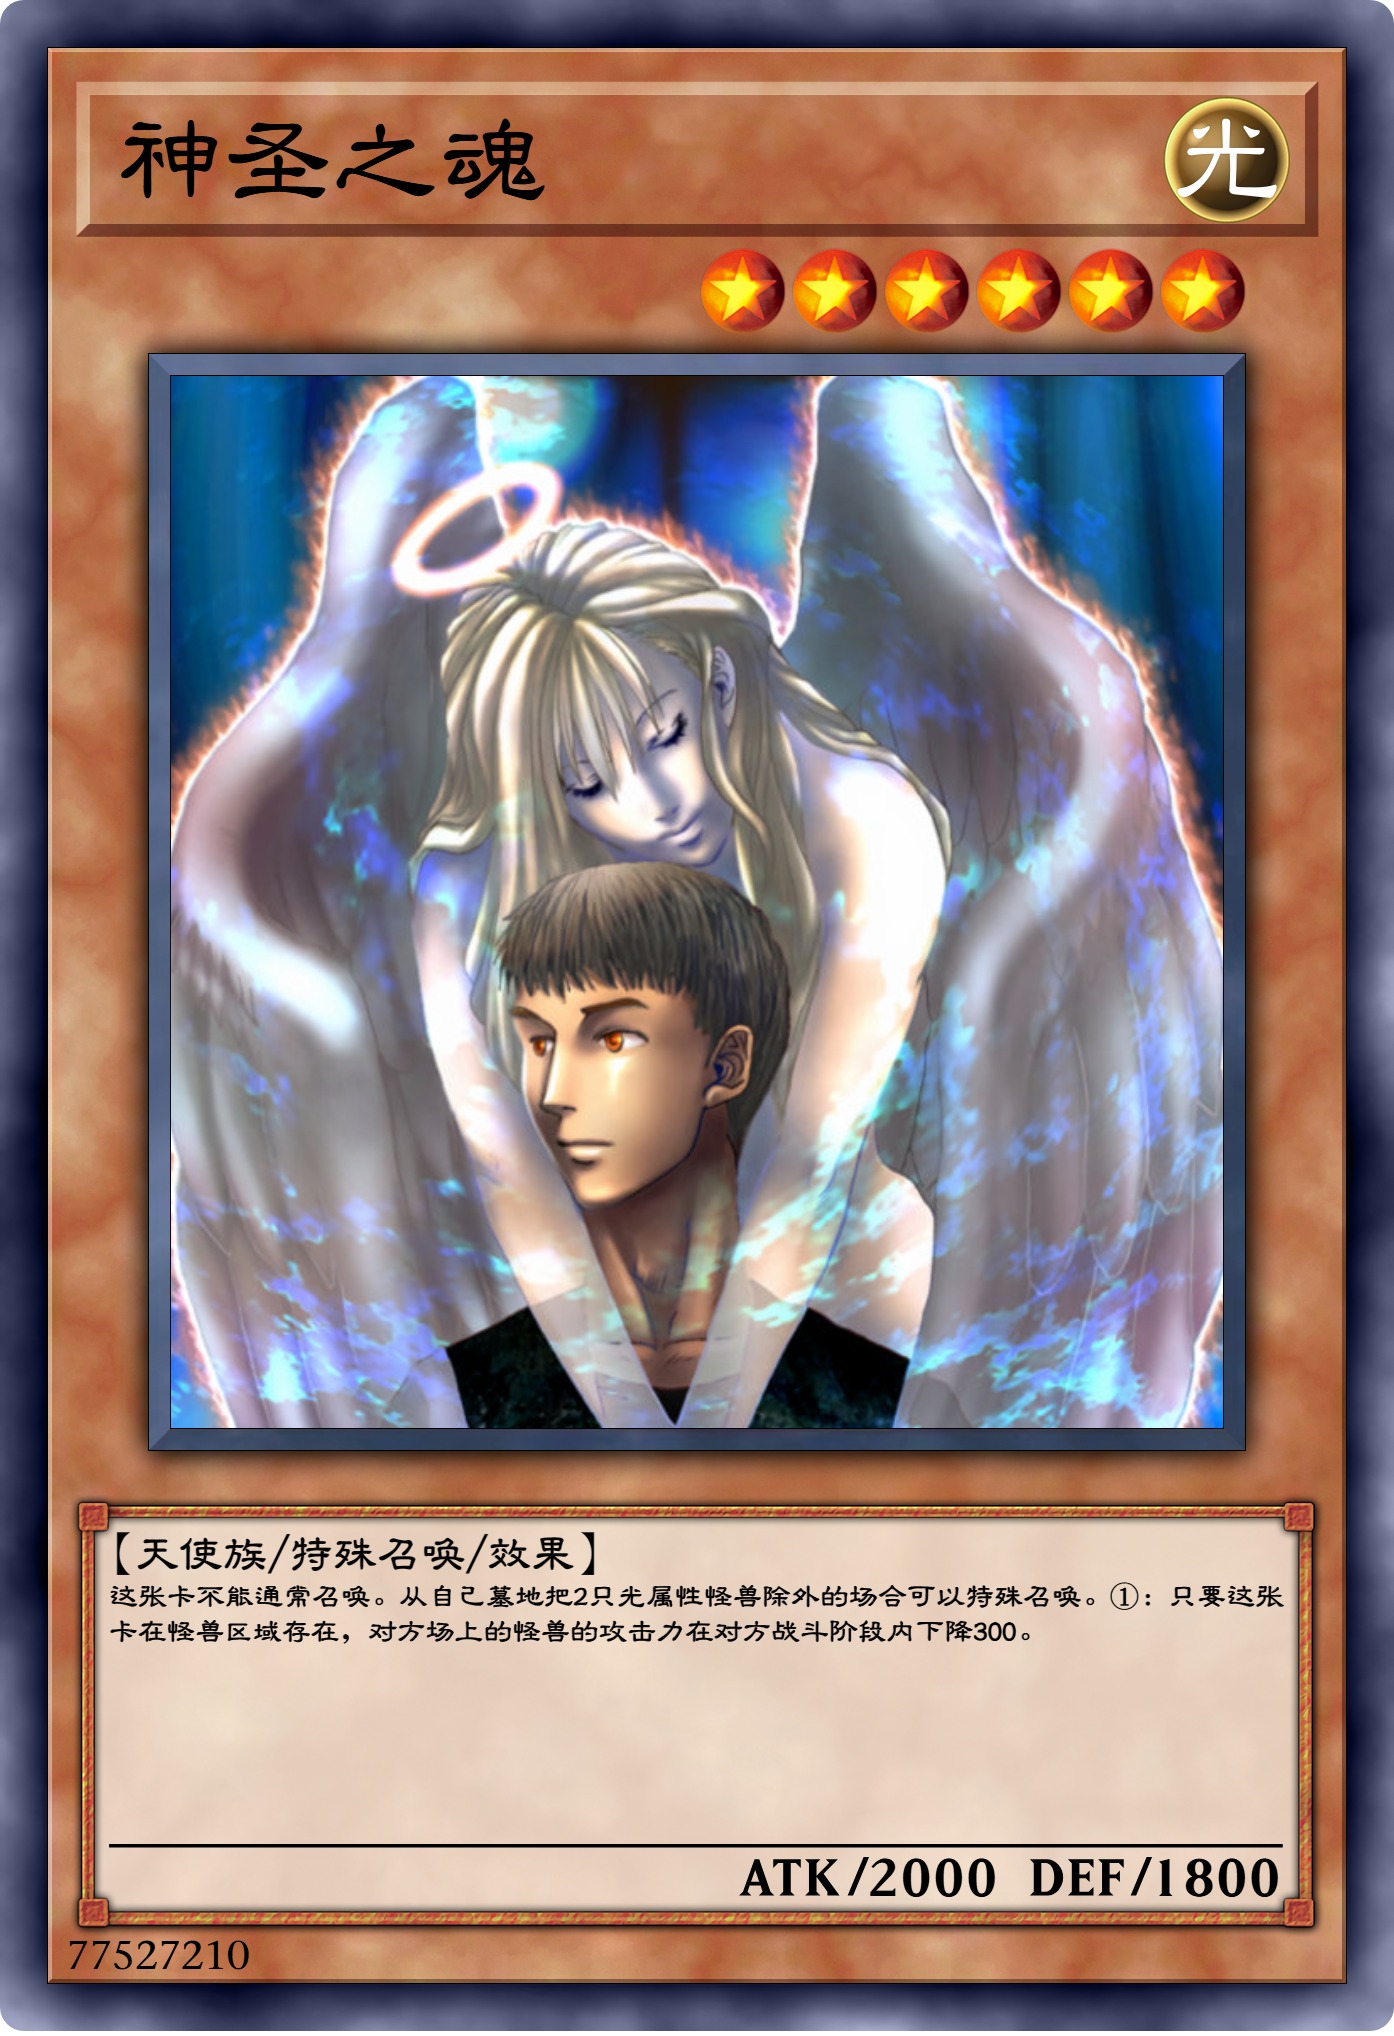 神圣之魂
光
【天使族/特殊召唤/效果】
这张卡不能通常召唤。从自己墓地把2只光属性怪兽除外的场合可以特殊召唤。①：只要这张
卡在怪兽区域存在，对方场上的怪兽的攻击力在对方战斗阶段内下降300。
ATK/2000 DEF/1800
77527210